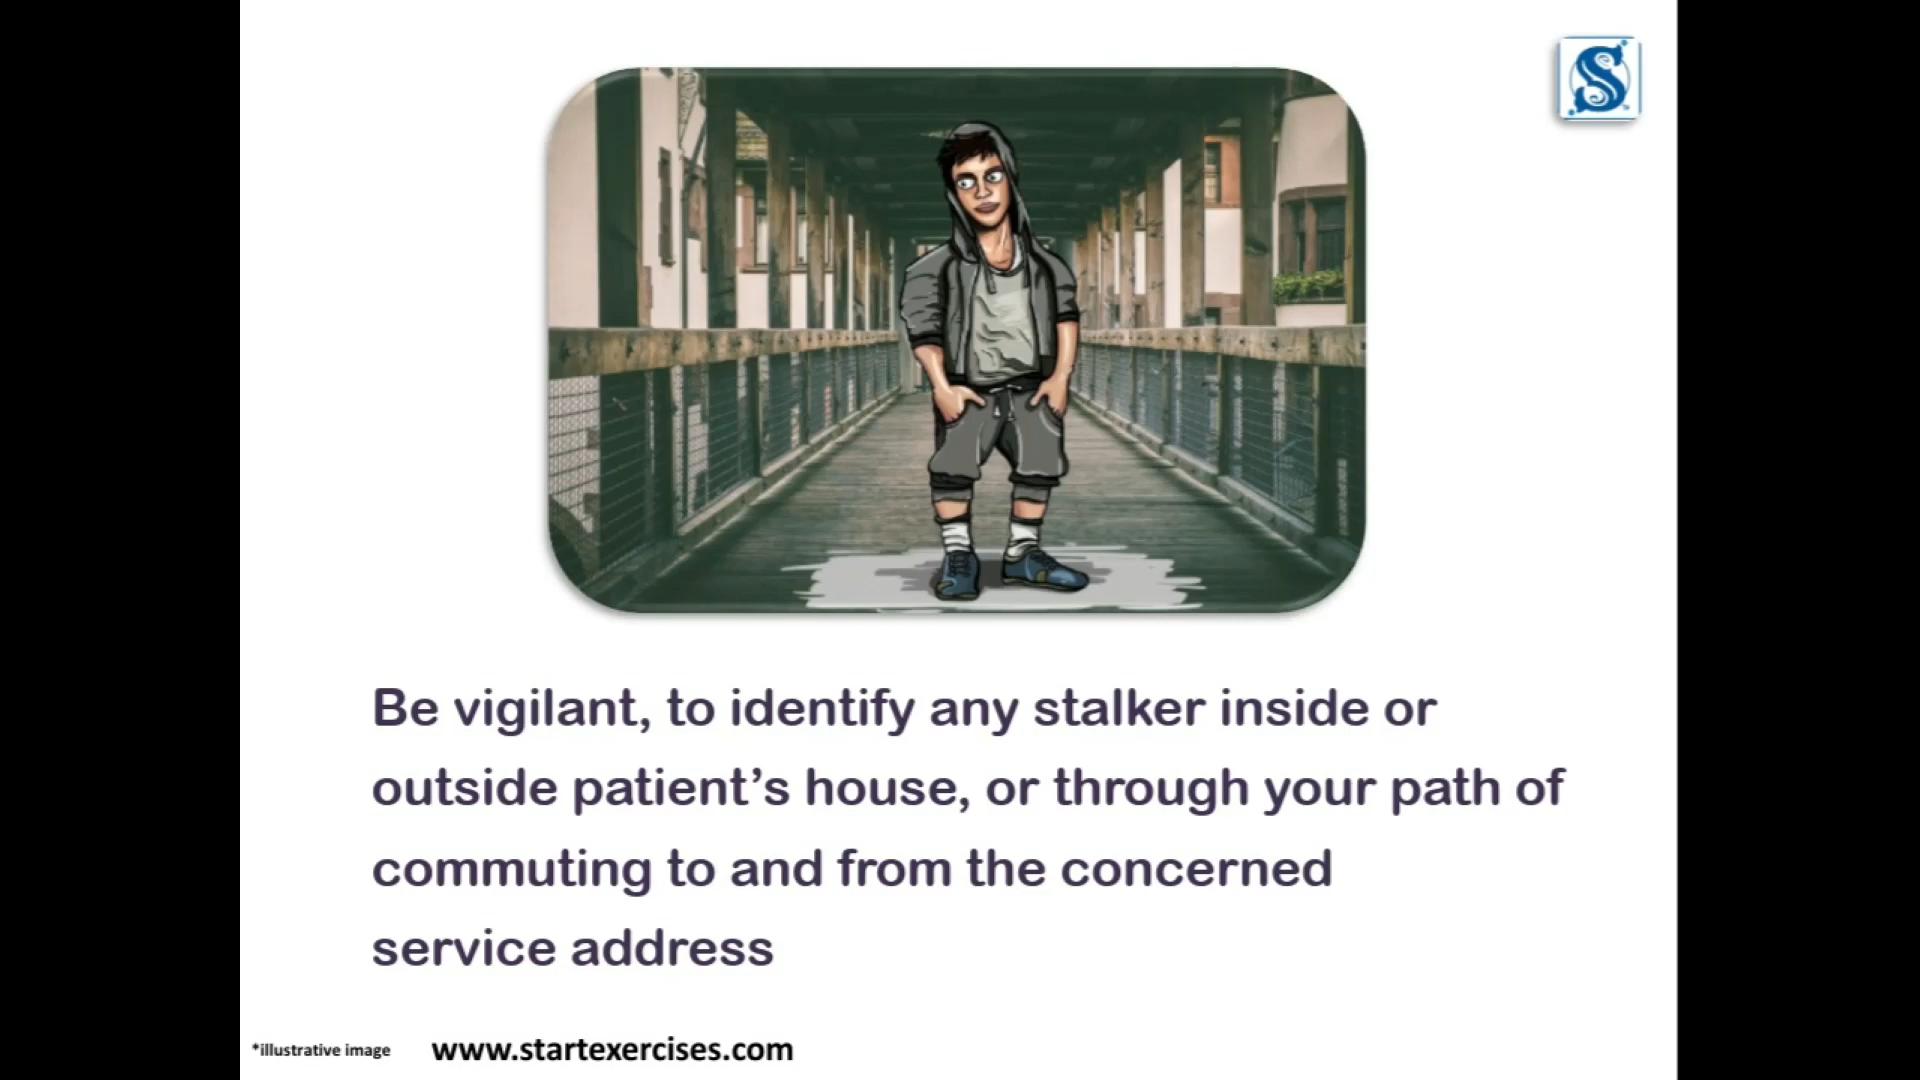 S
Be vigilant, to identify any stalker inside or
outside patient’s house, or through your path of
commuting to and from the concerned
service address
*illustrative image
www.startexercises.com